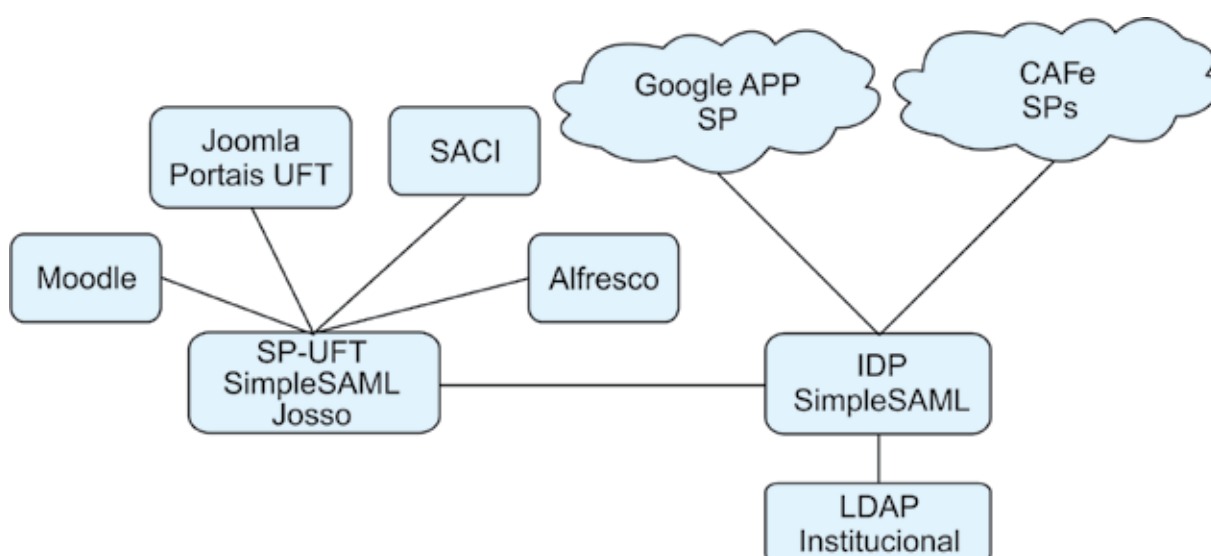 Google APP
SP
CAFe
SPs
Joomla
Portais UFT
SACI
Moodle
Alfresco
SP-UFT
SimpleSAML
Josso
IDP
SimpleSAML
LDAP
Institucional